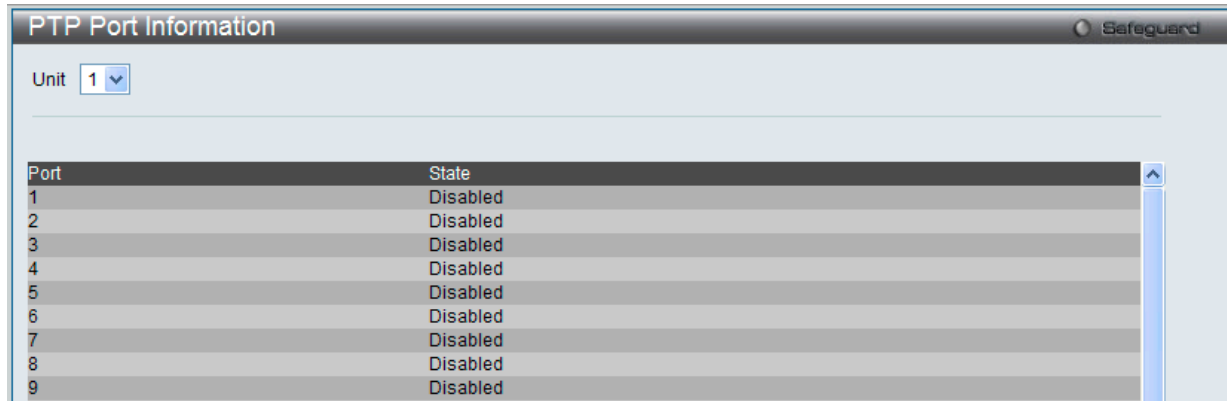 PTP Port Information
Safeguard
Unit 1
Port State
1 Disabled
2 Disabled
3 Disabled
4 Disabled
5 Disabled
6 Disabled
7 Disabled
8 Disabled
9 Disabled